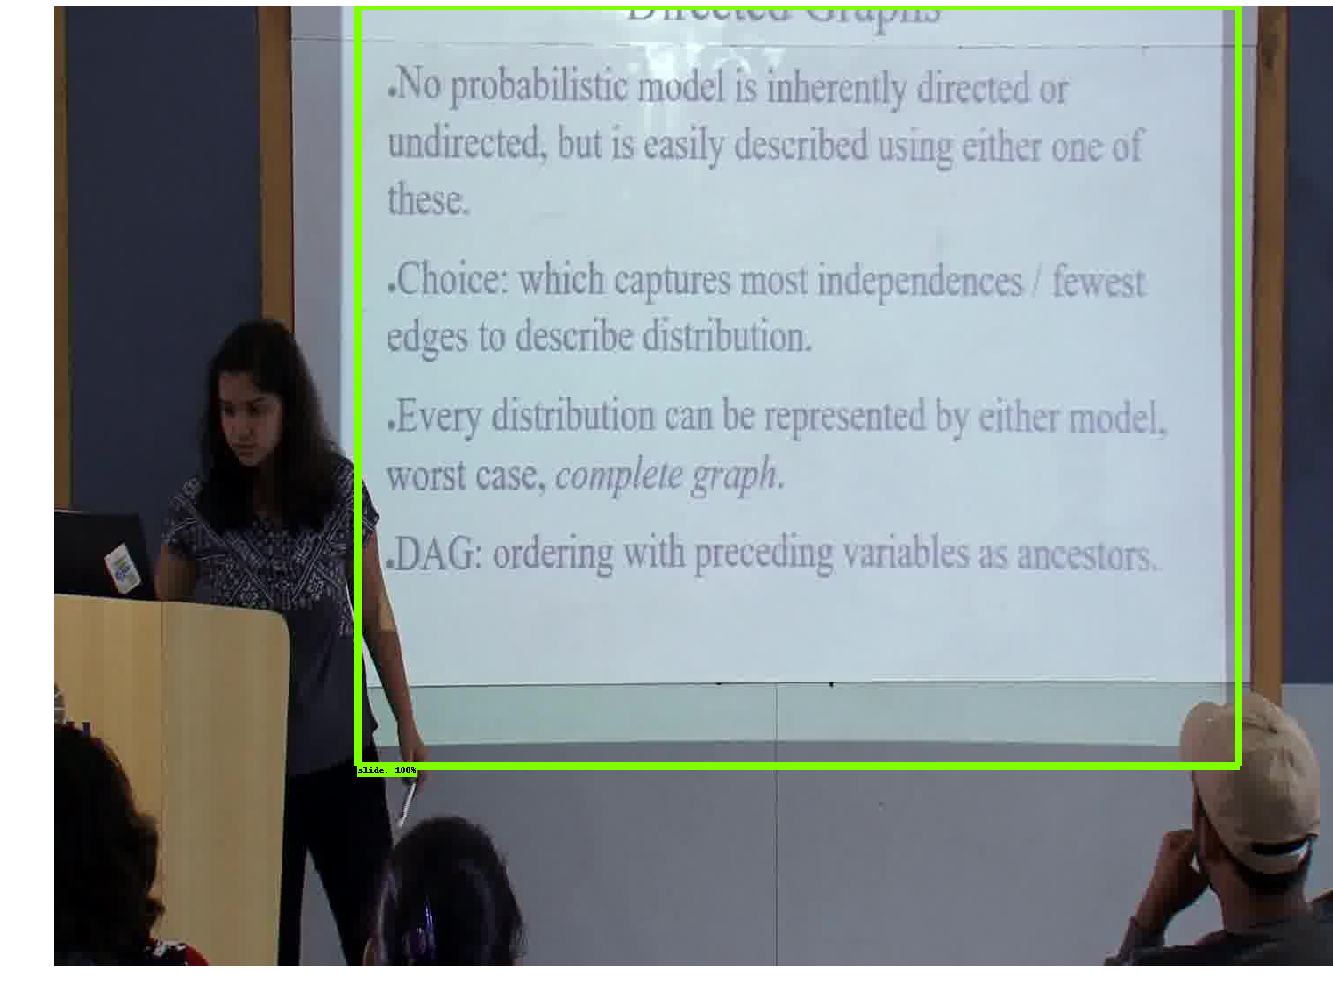 Directed Graphs
.No probabilistic model is inherently directed or
undirected, but is easily described using either one of
these.
.Choice: which captures most independences / fewest
edges to describe distribution.
.Every distribution can be represented by either model,
worst case, complete graph.
.DAG: ordering with preceding variables as ancestors.
slide. 100%